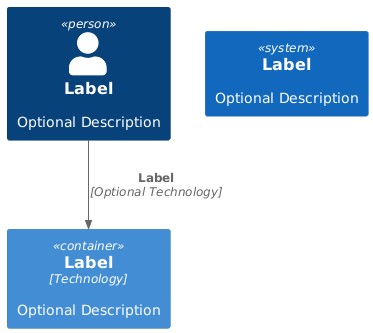 «person»
Label
Optional Description
«system»
Label
Optional Description
Label
[Optional Technology]
«container»
Label
[Technology]
Optional Description